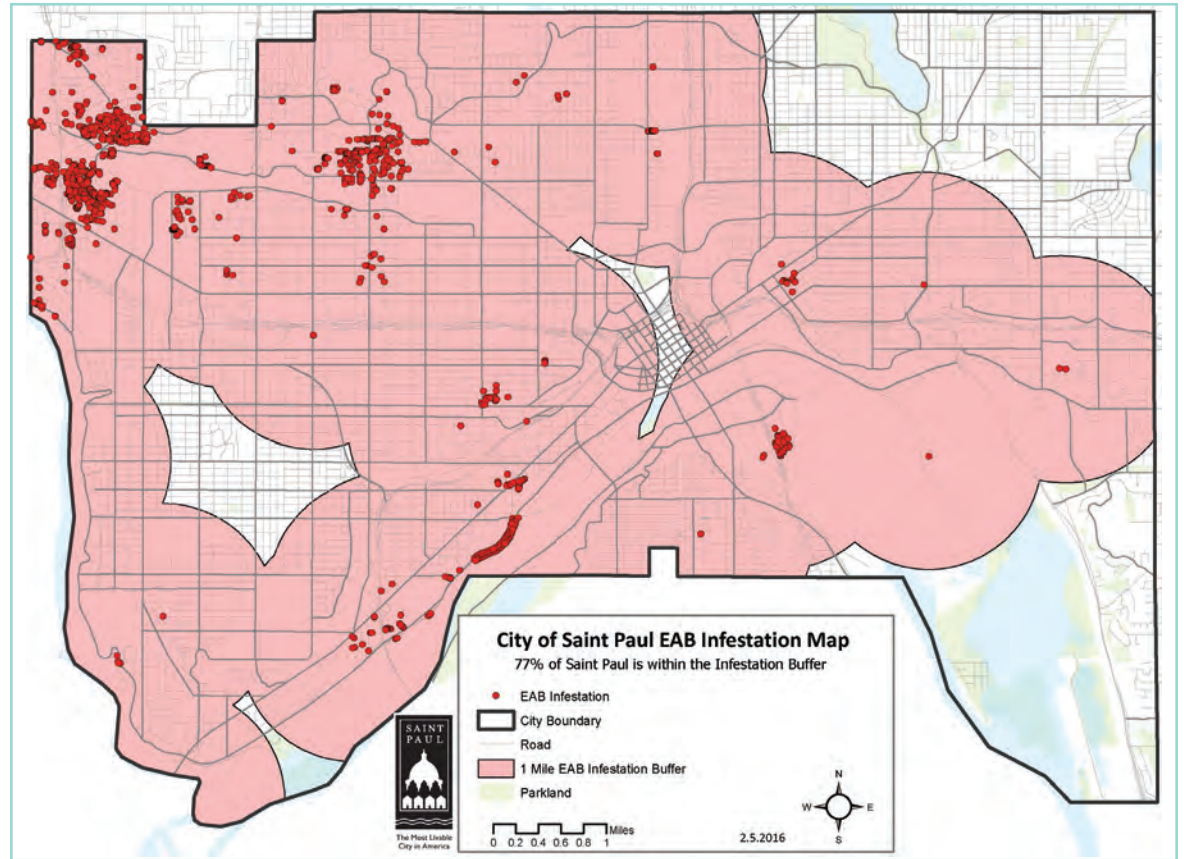 City of Saint Paul EAB Infestation Map
77% of Saint Paul is within the Infestation Buffer
EAB Infestation
City Boundary
Road
1 Mile EAB Infestation Buffer
Parkland
Miles
0 0.2 0.4 0.6 0.8 1
2.5.2016
N
W E
S
SAINT
PAUL
The Most Livable
City in America